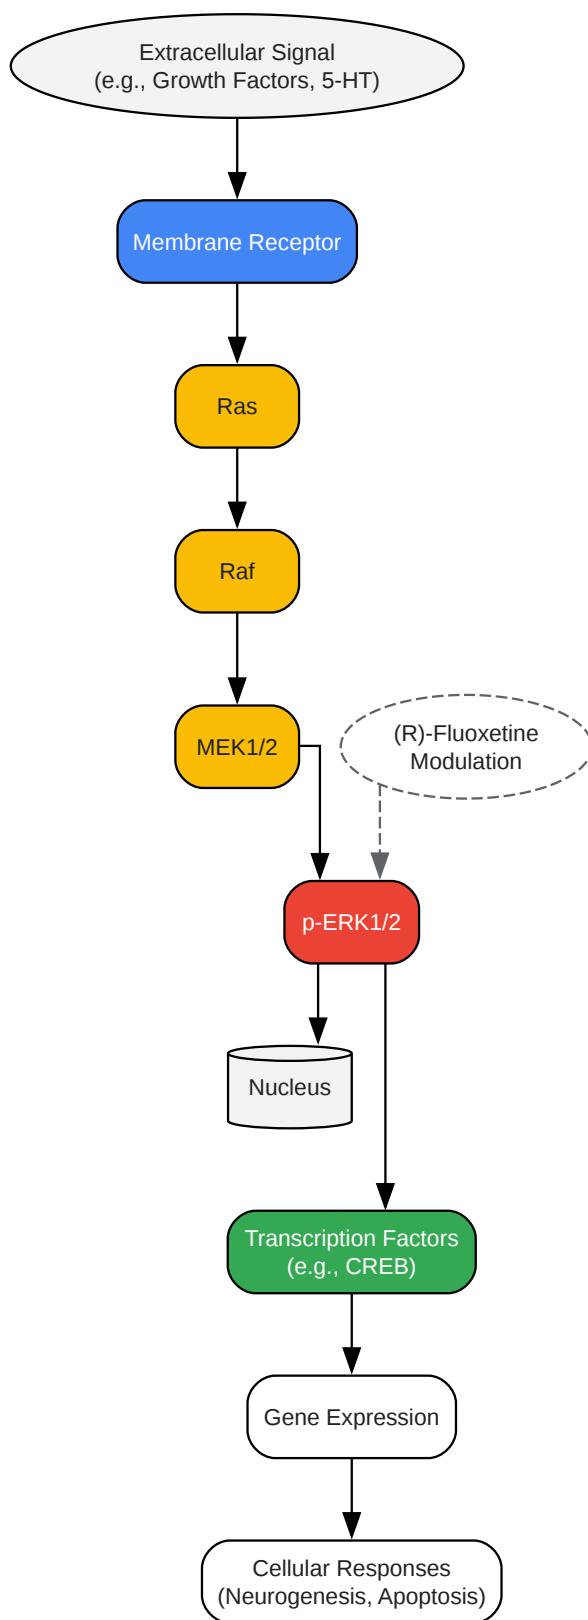 Extracellular Signal
(e.g., Growth Factors, 5-HT)
Membrane Receptor
Ras
Raf
MEK1/2
(R)-Fluoxetine
Modulation
p-ERK1/2
Nucleus
Transcription Factors
(e.g., CREB)
Gene Expression
Cellular Responses
(Neurogenesis, Apoptosis)